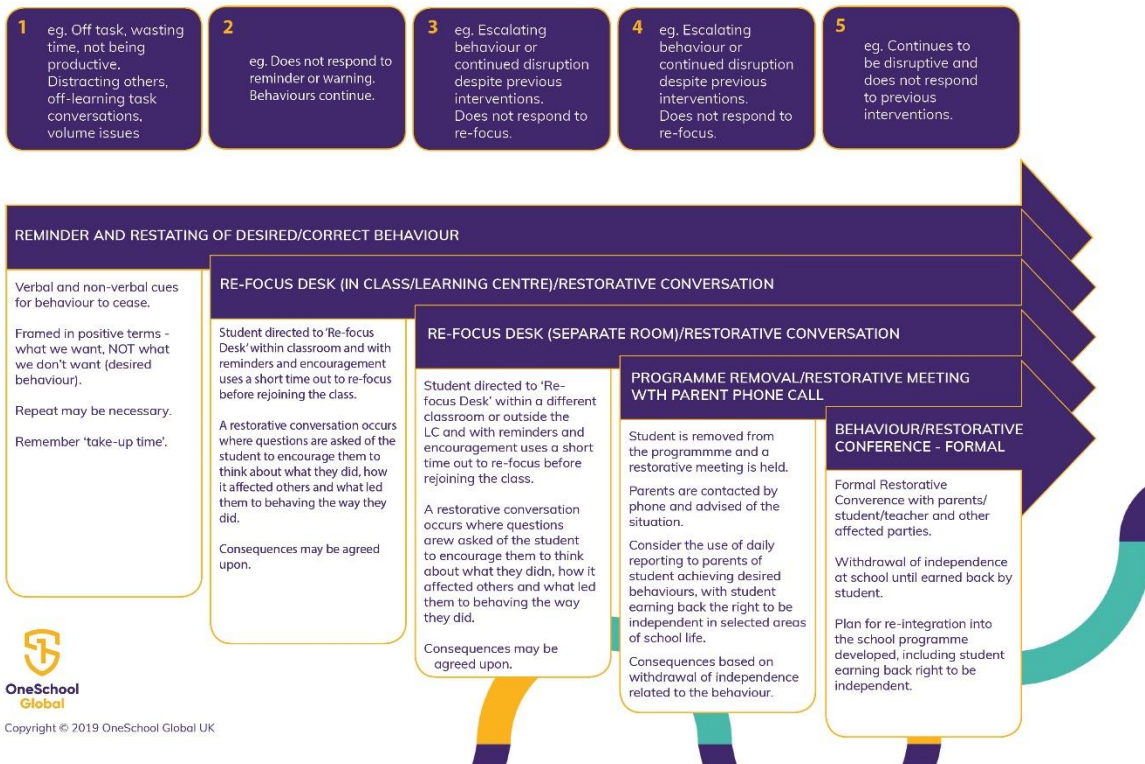 1
eg. Off task, wasting
time, not being
productive.
Distracting others,
off-learning task
conversations,
volume issues
2
eg. Does not respond to
reminder or warning.
Behaviours continue.
3
eg. Escalating
behaviour or
continued disruption
despite previous
interventions.
Does not respond to
re-focus.
4
eg. Escalating
behaviour or
continued disruption
despite previous
interventions.
Does not respond to
re-focus.
5
eg. Continues to
be disruptive and
does not respond
to previous
interventions.
REMINDER AND RESTATING OF DESIRED/CORRECT BEHAVIOUR
Verbal and non-verbal cues
for behaviour to cease.
Framed in positive terms -
what we want, NOT what
we don't want (desired
behaviour).
Repeat may be necessary.
Remember 'take-up time'.
RE-FOCUS DESK (IN CLASS/LEARNING CENTRE)/RESTORATIVE CONVERSATION
Student directed to 'Re-focus
Desk' within classroom and with
reminders and encouragement
uses a short time out to re-focus
before rejoining the class.
A restorative conversation occurs
where questions are asked of the
student to encourage them to
think about what they did, how
it affected others and what led
them to behaving the way they
did.
Consequences may be agreed
upon.
RE-FOCUS DESK (SEPARATE ROOM)/RESTORATIVE CONVERSATION
Student directed to 'Re-
focus Desk' within a different
classroom or outside the
LC and with reminders and
encouragement uses a short
time out to re-focus before
rejoining the class.
A restorative conversation
occurs where questions
arew asked of the student
to encourage them to think
about what they didn, how it
affected others and what led
them to behaving the way
they did.
Consequences may be
agreed upon.
PROGRAMME REMOVAL/RESTORATIVE MEETING
WTH PARENT PHONE CALL
Student is removed from
the programmme and a
restorative meeting is held.
Parents are contacted by
phone and advised of the
situation.
Consider the use of daily
reporting to parents of
student achieving desired
behaviours, with student
earning back the right to be
independent in selected areas
of school life.
Consequences based on
withdrawal of independence
related to the behaviour.
BEHAVIOUR/RESTORATIVE
CONFERENCE - FORMAL
Formal Restorative
Converence with parents/
student/teacher and other
affected parties.
Withdrawal of independence
at school until earned back by
student.
Plan for re-integration into
the school programme
developed, including student
earning back right to be
independent.
OneSchool
Global
Copyright © 2019 OneSchool Global UK